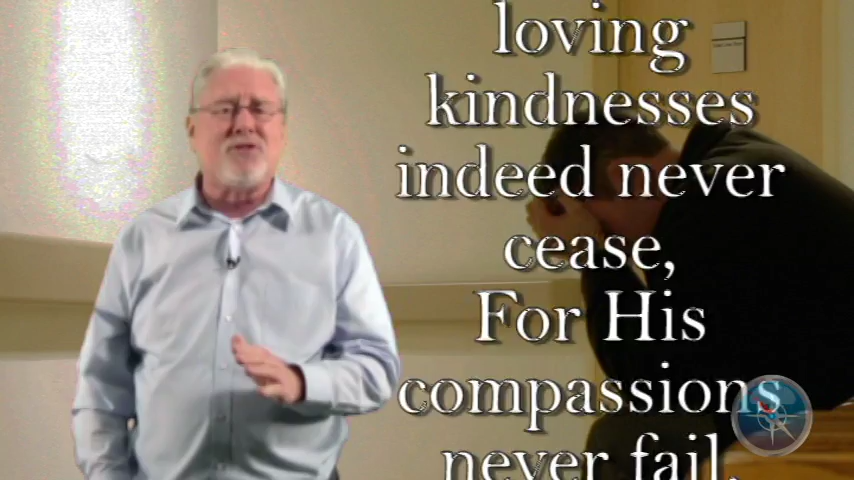 loving
kindnesses
indeed never
cease,
For His
compassions
never fail.